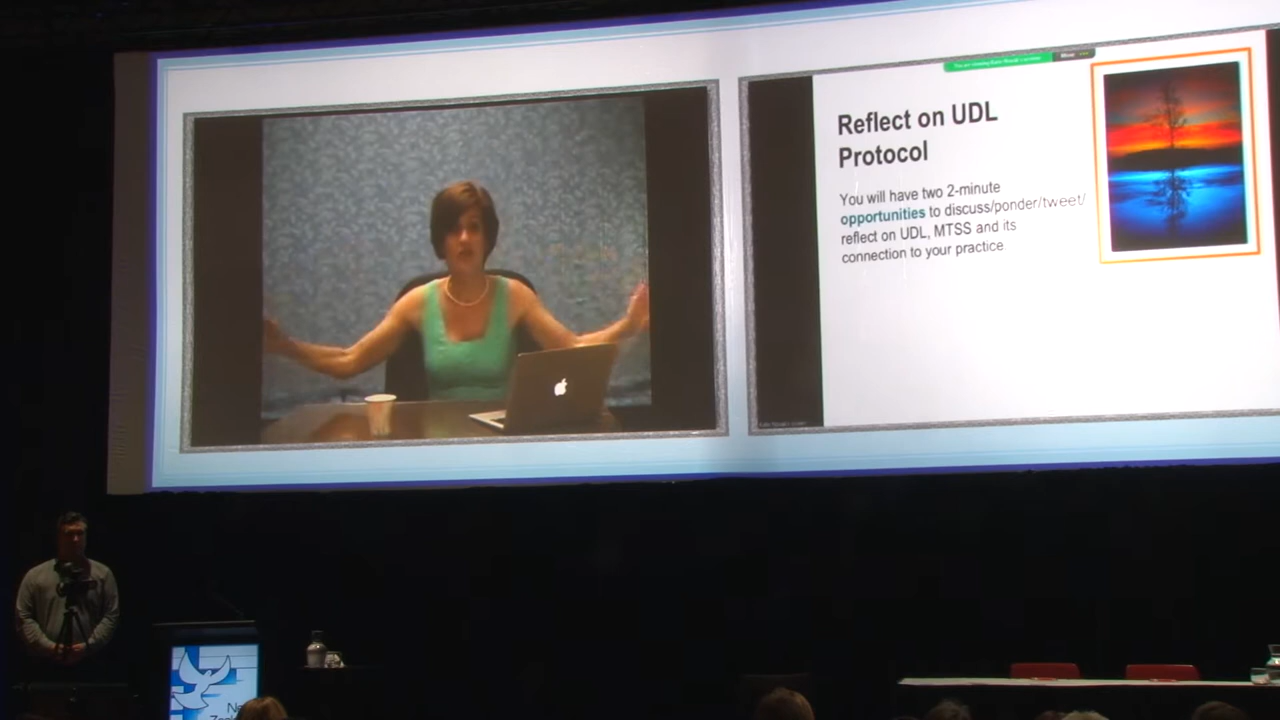 Reflect on UDL
Protocol
You will have two 2-minute
opportunities to discuss/ponder/tweet/
reflect on UDL, MTSS and its
connection to your practice